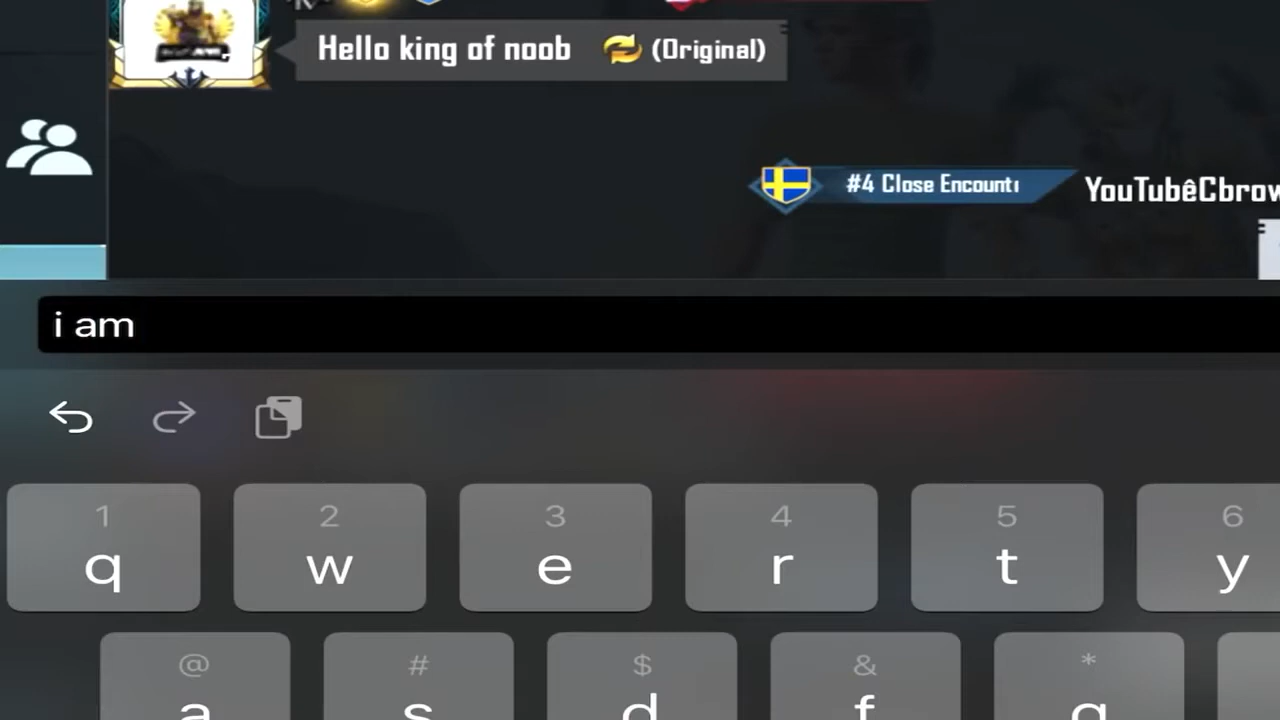 Hello king of noob (Original)
#4 Close Encount
YouTubêCbrow
i am
1 2 3 4 5 6
q w e r t y
@ # $ & *
a s d f g